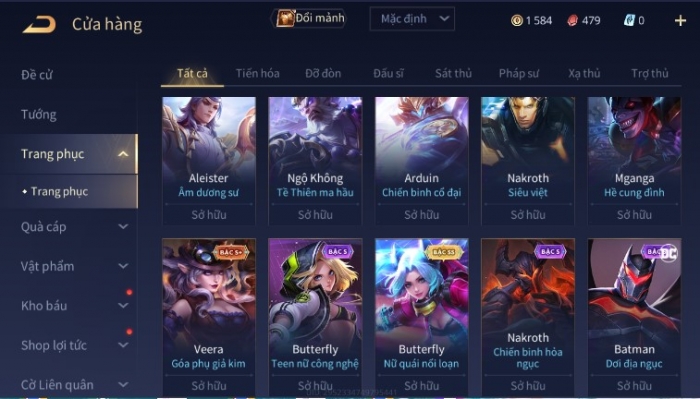 Cửa hàng
Đổi mảnh
Mặc định
1 584
479
0
Đề cử
Tướng
Trang phục
Trang phục
Quà cáp
Vật phẩm
Kho báu
Shop lợi tức
Cờ Liên quân
Tất cả
Tiến hóa
Đỡ đòn
Đấu sĩ
Sát thủ
Pháp sư
Xạ thủ
Trợ thủ
Aleister
Âm dương sư
Sở hữu
Ngộ Không
Tề Thiên ma hầu
Sở hữu
Arduin
Chiến binh cổ đại
Sở hữu
Nakroth
Siêu việt
Sở hữu
Mganga
Hề cung đình
Sở hữu
BẬC S+
Veera
Góa phụ giả kim
Sở hữu
BẬC S
Butterfly
Teen nữ công nghệ
Sở hữu
BẬC SS
Butterfly
Nữ quái nổi loạn
Sở hữu
BẬC S
Nakroth
Chiến binh hỏa
ngục
Sở hữu
DC
Batman
Dơi địa ngục
Sở hữu